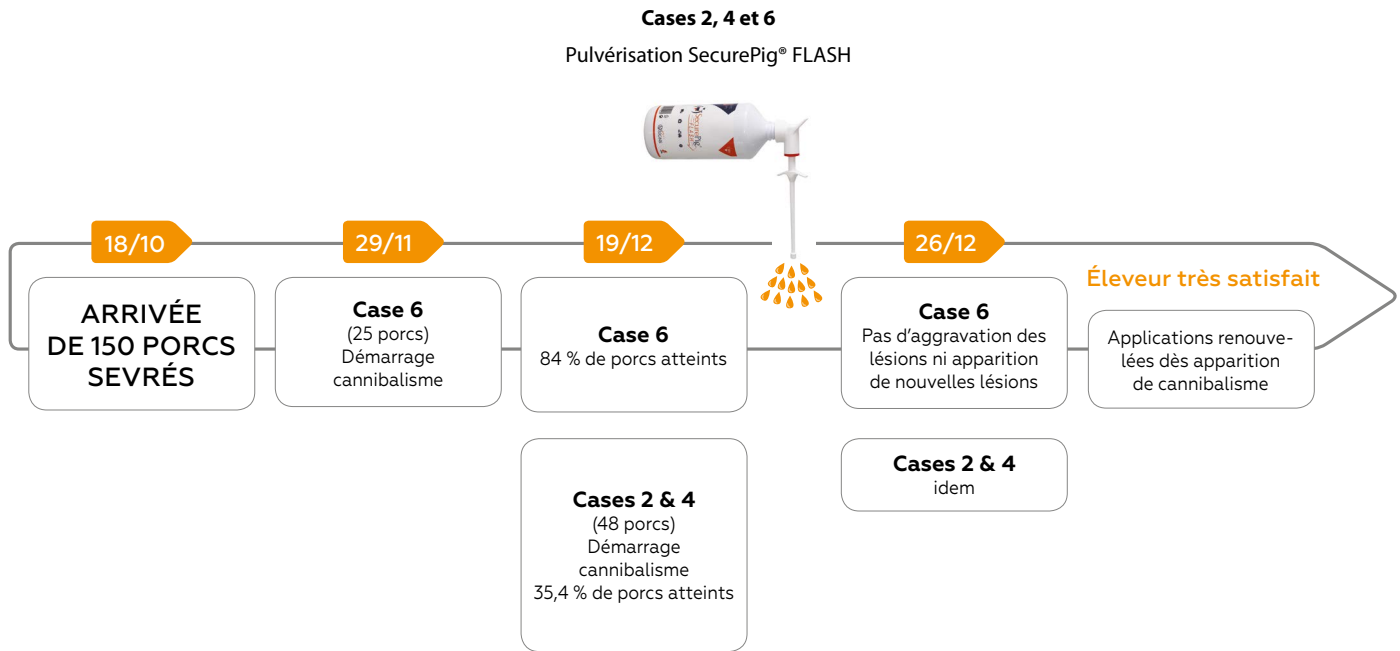 Cases 2, 4 et 6
Pulvérisation SecurePig® FLASH
18/10
29/11
19/12
26/12
ARRIVÉE
DE 150 PORCS
SEVRÉS
Case 6
(25 porcs)
Démarrage
cannibalisme
Case 6
84 % de porcs atteints
Cases 2 & 4
(48 porcs)
Démarrage
cannibalisme
35,4 % de porcs atteints
Case 6
Pas d’aggravation des
lésions ni apparition
de nouvelles lésions
Cases 2 & 4
idem
Éleveur très satisfait
Applications renouve-
lées dès apparition
de cannibalisme